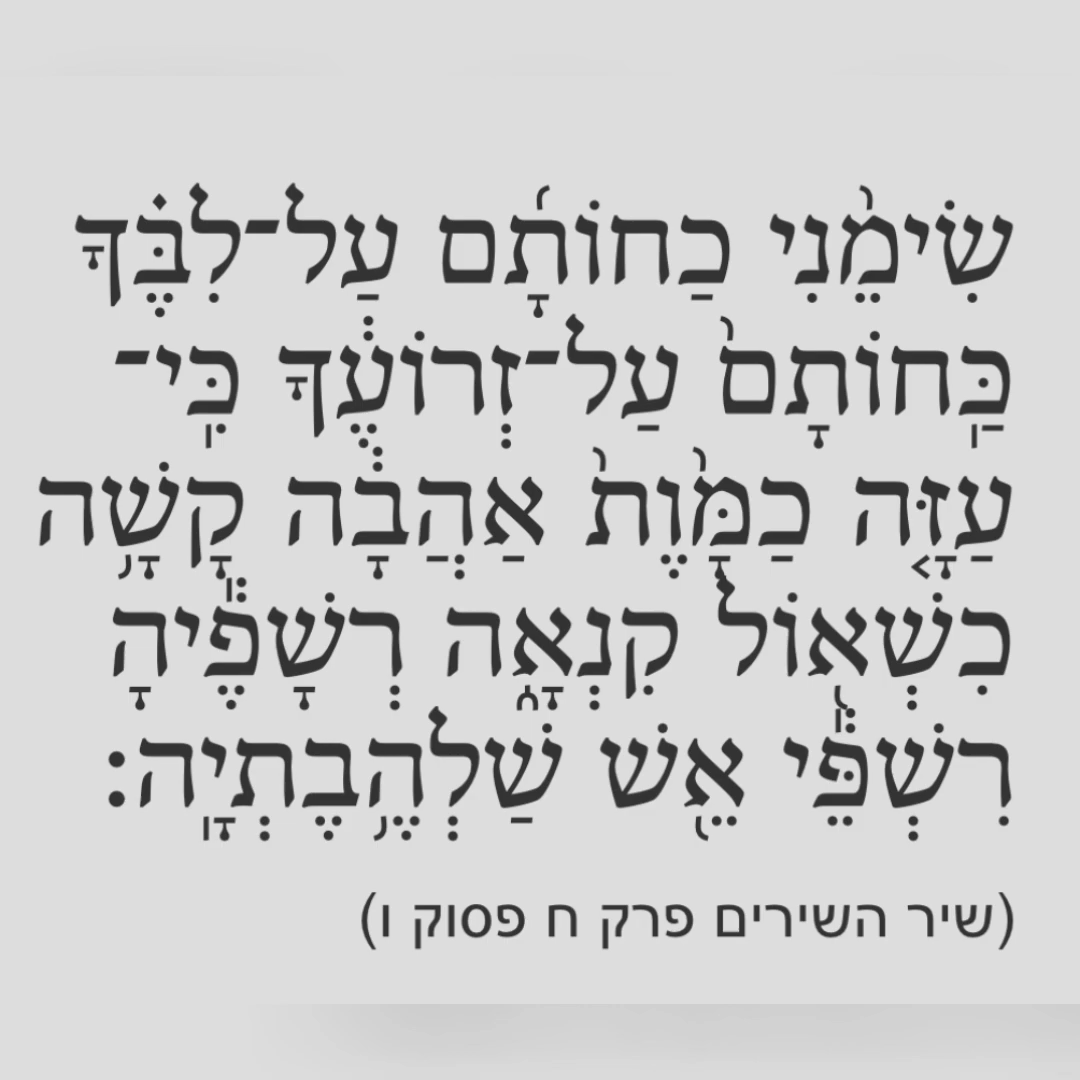 שִׂימֵ֨נִי כַֽחוֹתָ֜ם עַל־לִבֶּ֗ךָ
כַּֽחוֹתָם֙ עַל־זְרוֹעֶ֔ךָ כִּֽי־
עַזָּ֤ה כַמָּ֙וֶת֙ אַהֲבָ֔ה קָשָׁ֥ה
כִשְׁא֖וֹל קִנְאָ֑ה רְשָׁפֶ֕יהָ
רִשְׁפֵּ֕י אֵ֖שׁ שַׁלְהֶ֥בֶתְיָֽה׃
(שיר השירים פרק ח פסוק ו)